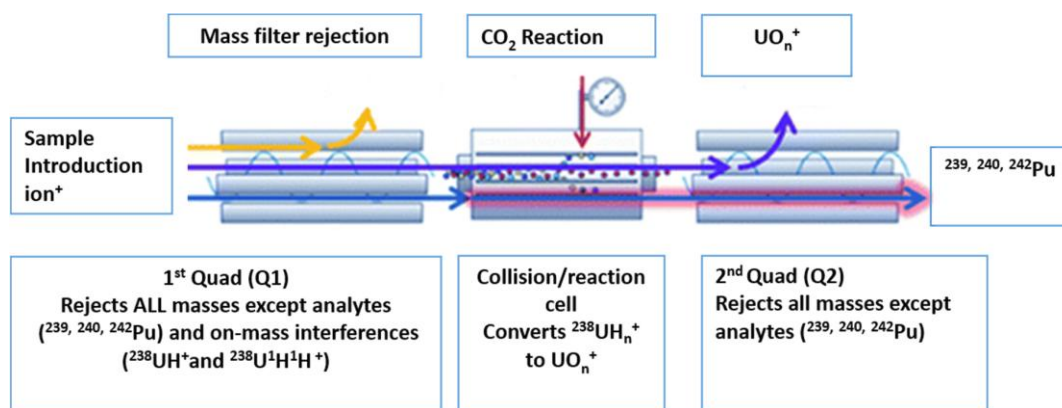 Mass filter rejection
CO₂ Reaction
UOₙ⁺
Sample
Introduction
ion⁺
²³⁹, ²⁴⁰, ²⁴²Pu
1ˢᵗ Quad (Q1)
Rejects ALL masses except analytes
(²³⁹, ²⁴⁰, ²⁴²Pu) and on-mass interferences
(²³⁸UH⁺and ²³⁸U¹H¹H ⁺)
Collision/reaction
cell
Converts ²³⁸UHₙ⁺
to UOₙ⁺
2ⁿᵈ Quad (Q2)
Rejects all masses except
analytes (²³⁹, ²⁴⁰, ²⁴²Pu)